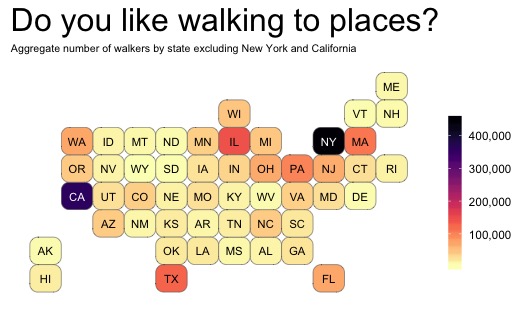 Do you like walking to places?
Aggregate number of walkers by state excluding New York and California
ME
WI VT NH
WA ID MT ND MN IL MI NY MA
OR NV WY SD IA IN OH PA NJ CT RI
CA UT CO NE MO KY WV VA MD DE
AZ NM KS AR TN NC SC
AK OK LA MS AL GA
HI TX FL
400,000
300,000
200,000
100,000